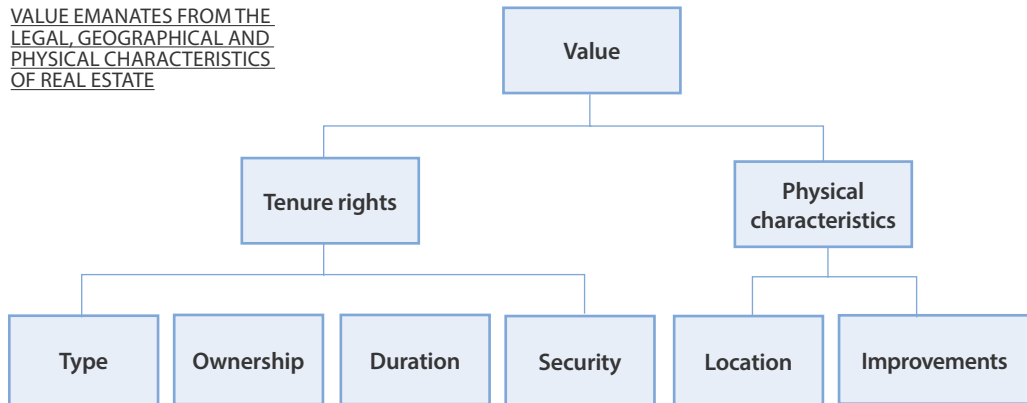 VALUE EMANATES FROM THE
LEGAL, GEOGRAPHICAL AND
PHYSICAL CHARACTERISTICS
OF REAL ESTATE
Value
Tenure rights
Physical
characteristics
Type
Ownership
Duration
Security
Location
Improvements